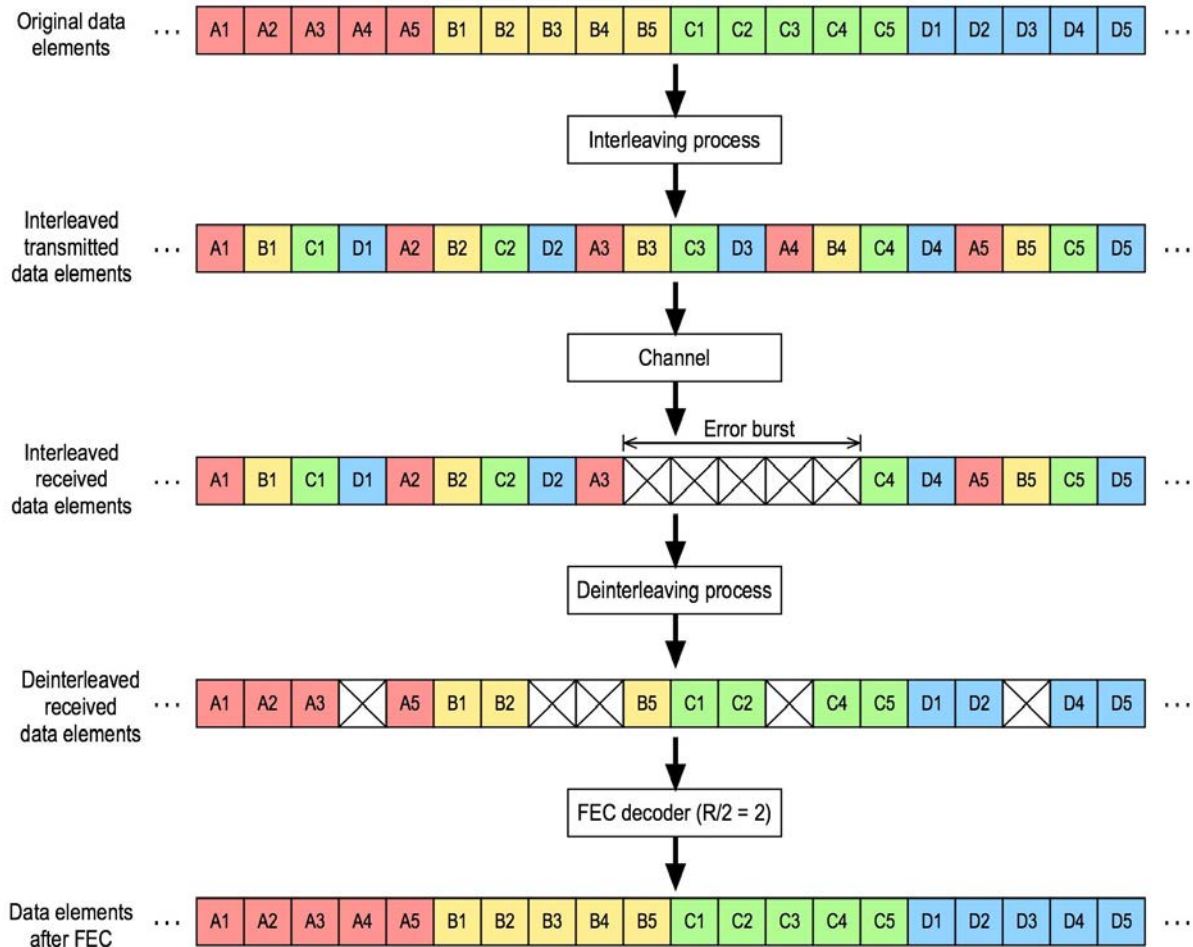 Original data
elements
... A1 A2 A3 A4 A5 B1 B2 B3 B4 B5 C1 C2 C3 C4 C5 D1 D2 D3 D4 D5 ...
Interleaving process
Interleaved
transmitted
data elements
... A1 B1 C1 D1 A2 B2 C2 D2 A3 B3 C3 D3 A4 B4 C4 D4 A5 B5 C5 D5 ...
Channel
Error burst
Interleaved
received
data elements
... A1 B1 C1 D1 A2 B2 C2 D2 A3 C4 D4 A5 B5 C5 D5 ...
Deinterleaving process
Deinterleaved
received
data elements
... A1 A2 A3 A5 B1 B2 B5 C1 C2 C4 C5 D1 D2 D4 D5 ...
FEC decoder (R/2 = 2)
Data elements
after FEC
... A1 A2 A3 A4 A5 B1 B2 B3 B4 B5 C1 C2 C3 C4 C5 D1 D2 D3 D4 D5 ...